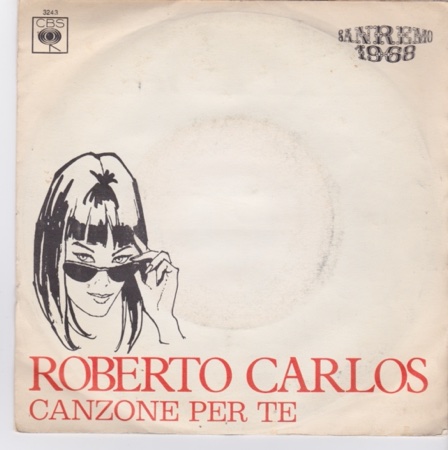 3243
CBS
SANREMO
1968
ROBERTO CARLOS
CANZONE PER TE